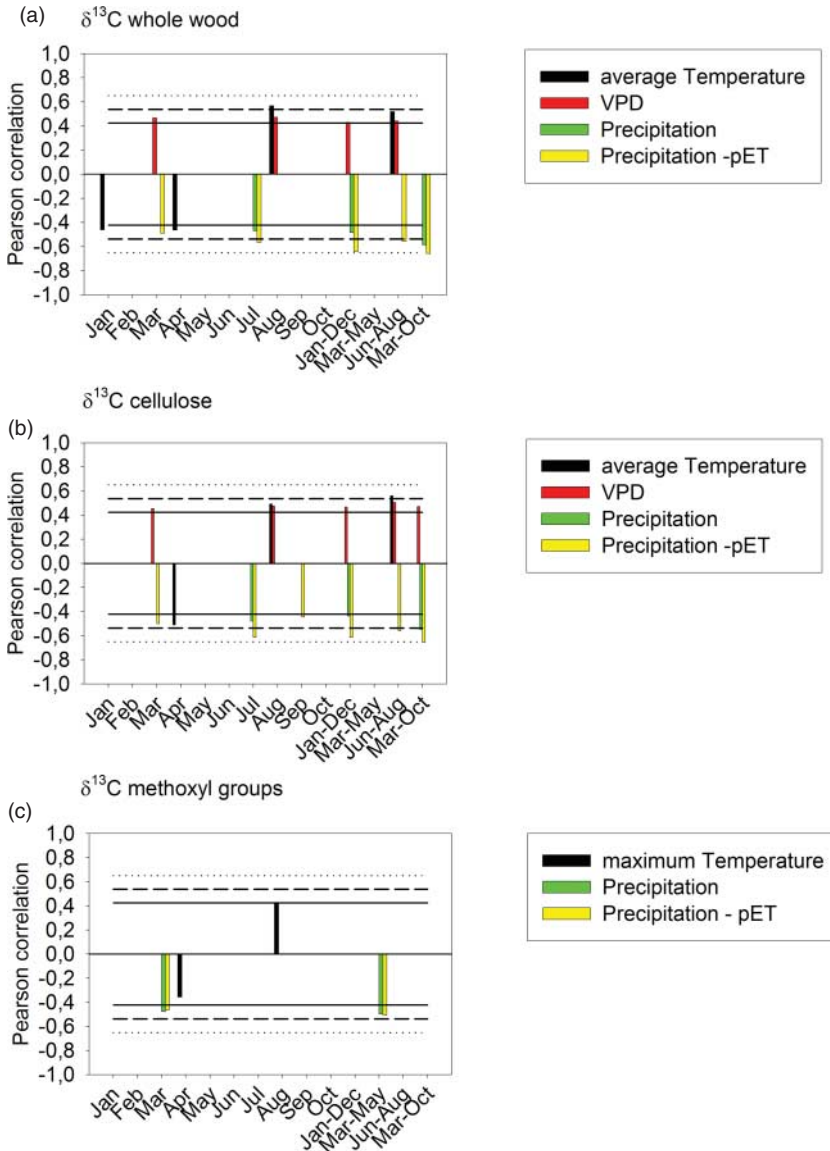 (a)
δ13C whole wood
Pearson correlation
1,0
0,8
0,6
0,4
0,2
0,0
-0,2
-0,4
-0,6
-0,8
-1,0
Jan
Feb
Mar
Apr
May
Jun
Jul
Aug
Sep
Oct
Jan-Dec
Mar-May
Jun-Aug
Mar-Oct
average Temperature
VPD
Precipitation
Precipitation -pET
(b)
δ13C cellulose
Pearson correlation
1,0
0,8
0,6
0,4
0,2
0,0
-0,2
-0,4
-0,6
-0,8
-1,0
Jan
Feb
Mar
Apr
May
Jun
Jul
Aug
Sep
Oct
Jan-Dec
Mar-May
Jun-Aug
Mar-Oct
average Temperature
VPD
Precipitation
Precipitation -pET
(c)
δ13C methoxyl groups
Pearson correlation
1,0
0,8
0,6
0,4
0,2
0,0
-0,2
-0,4
-0,6
-0,8
-1,0
Jan
Feb
Mar
Apr
May
Jun
Jul
Aug
Sep
Oct
Jan-Dec
Mar-May
Jun-Aug
Mar-Oct
maximum Temperature
Precipitation
Precipitation - pET